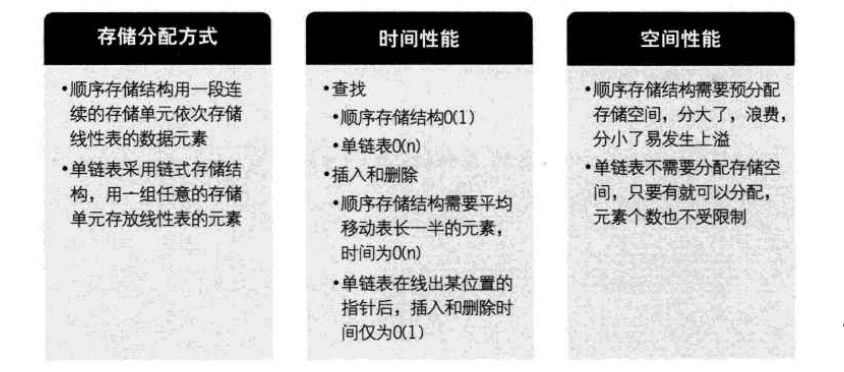 存储分配方式
•顺序存储结构用一段连
续的存储单元依次存储
线性表的数据元素
•单链表采用链式存储结
构，用一组任意的存储
单元存放线性表的元素
时间性能
•查找
•顺序存储结构O(1)
•单链表O(n)
•插入和删除
•顺序存储结构需要平均
移动表长一半的元素，
时间为O(n)
•单链表在线出某位置的
指针后，插入和删除时
间仅为O(1)
空间性能
•顺序存储结构需要预分配
存储空间，分大了，浪费，
分小了易发生上溢
•单链表不需要分配存储空
间，只要有就可以分配，
元素个数也不受限制